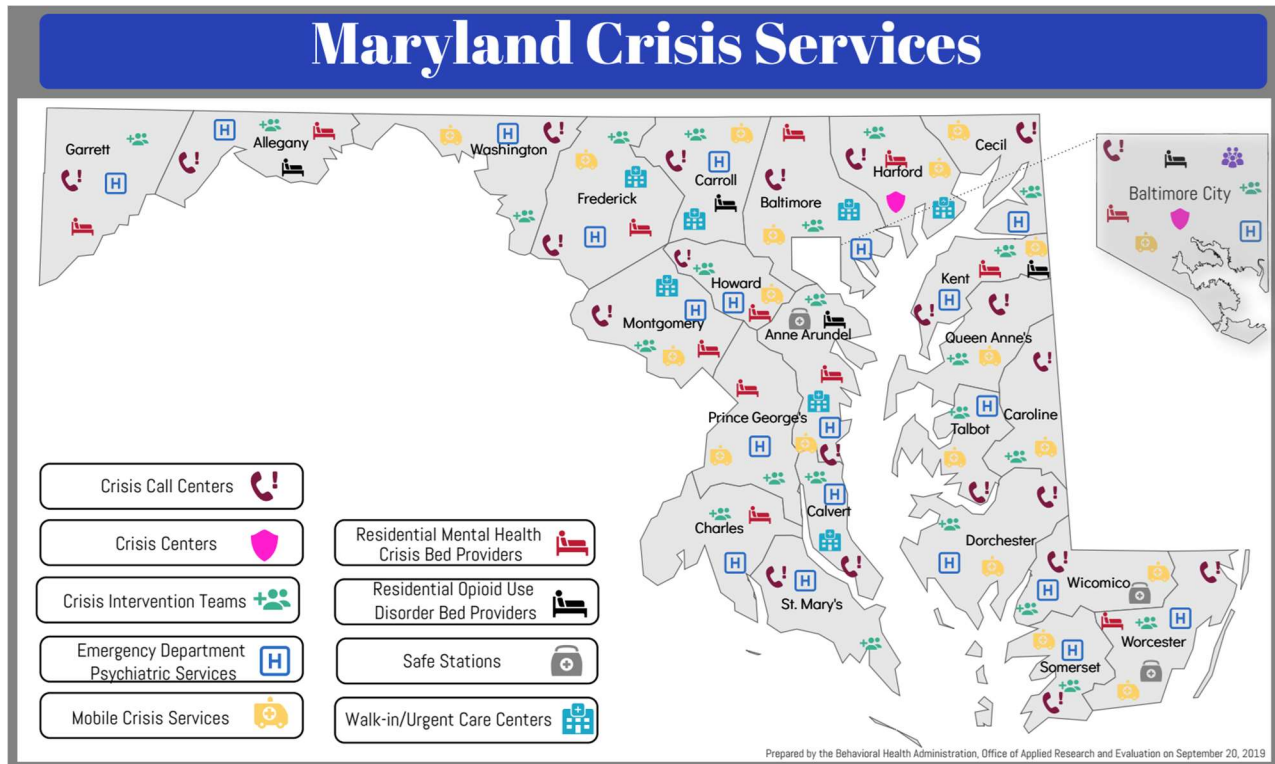 Maryland Crisis Services
Garrett
Allegany
Washington
Frederick
Carroll
Baltimore
Harford
Cecil
Baltimore City
Howard
Montgomery
Anne Arundel
Kent
Queen Anne's
Prince George's
Talbot
Caroline
Calvert
Charles
Dorchester
St. Mary's
Wicomico
Worcester
Somerset
Crisis Call Centers
Crisis Centers
Crisis Intervention Teams
Emergency Department
Psychiatric Services
H
Mobile Crisis Services
Residential Mental Health
Crisis Bed Providers
Residential Opioid Use
Disorder Bed Providers
Safe Stations
Walk-in/Urgent Care Centers
Prepared by the Behavioral Health Administration, Office of Applied Research and Evaluation on September 20, 2019